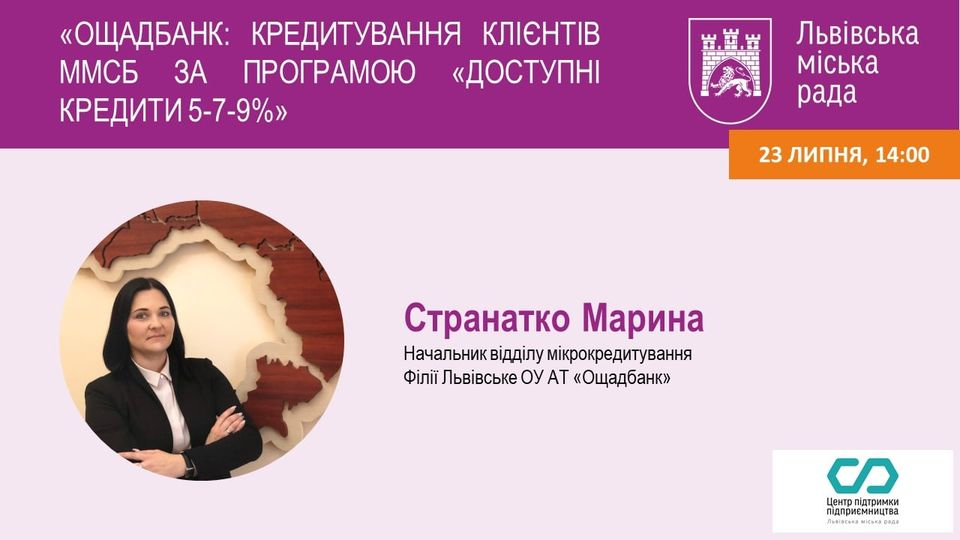 «ОЩАДБАНК: КРЕДИТУВАННЯ КЛІЄНТІВ
ММСБ ЗА ПРОГРАМОЮ «ДОСТУПНІ
КРЕДИТИ 5-7-9%»
Львівська
міська
рада
23 ЛИПНЯ, 14:00
Странатко Марина
Начальник відділу мікрокредитування
Філії Львівське ОУ АТ «Ощадбанк»
Центр підтримки
підприємництва
Львівська міська рада